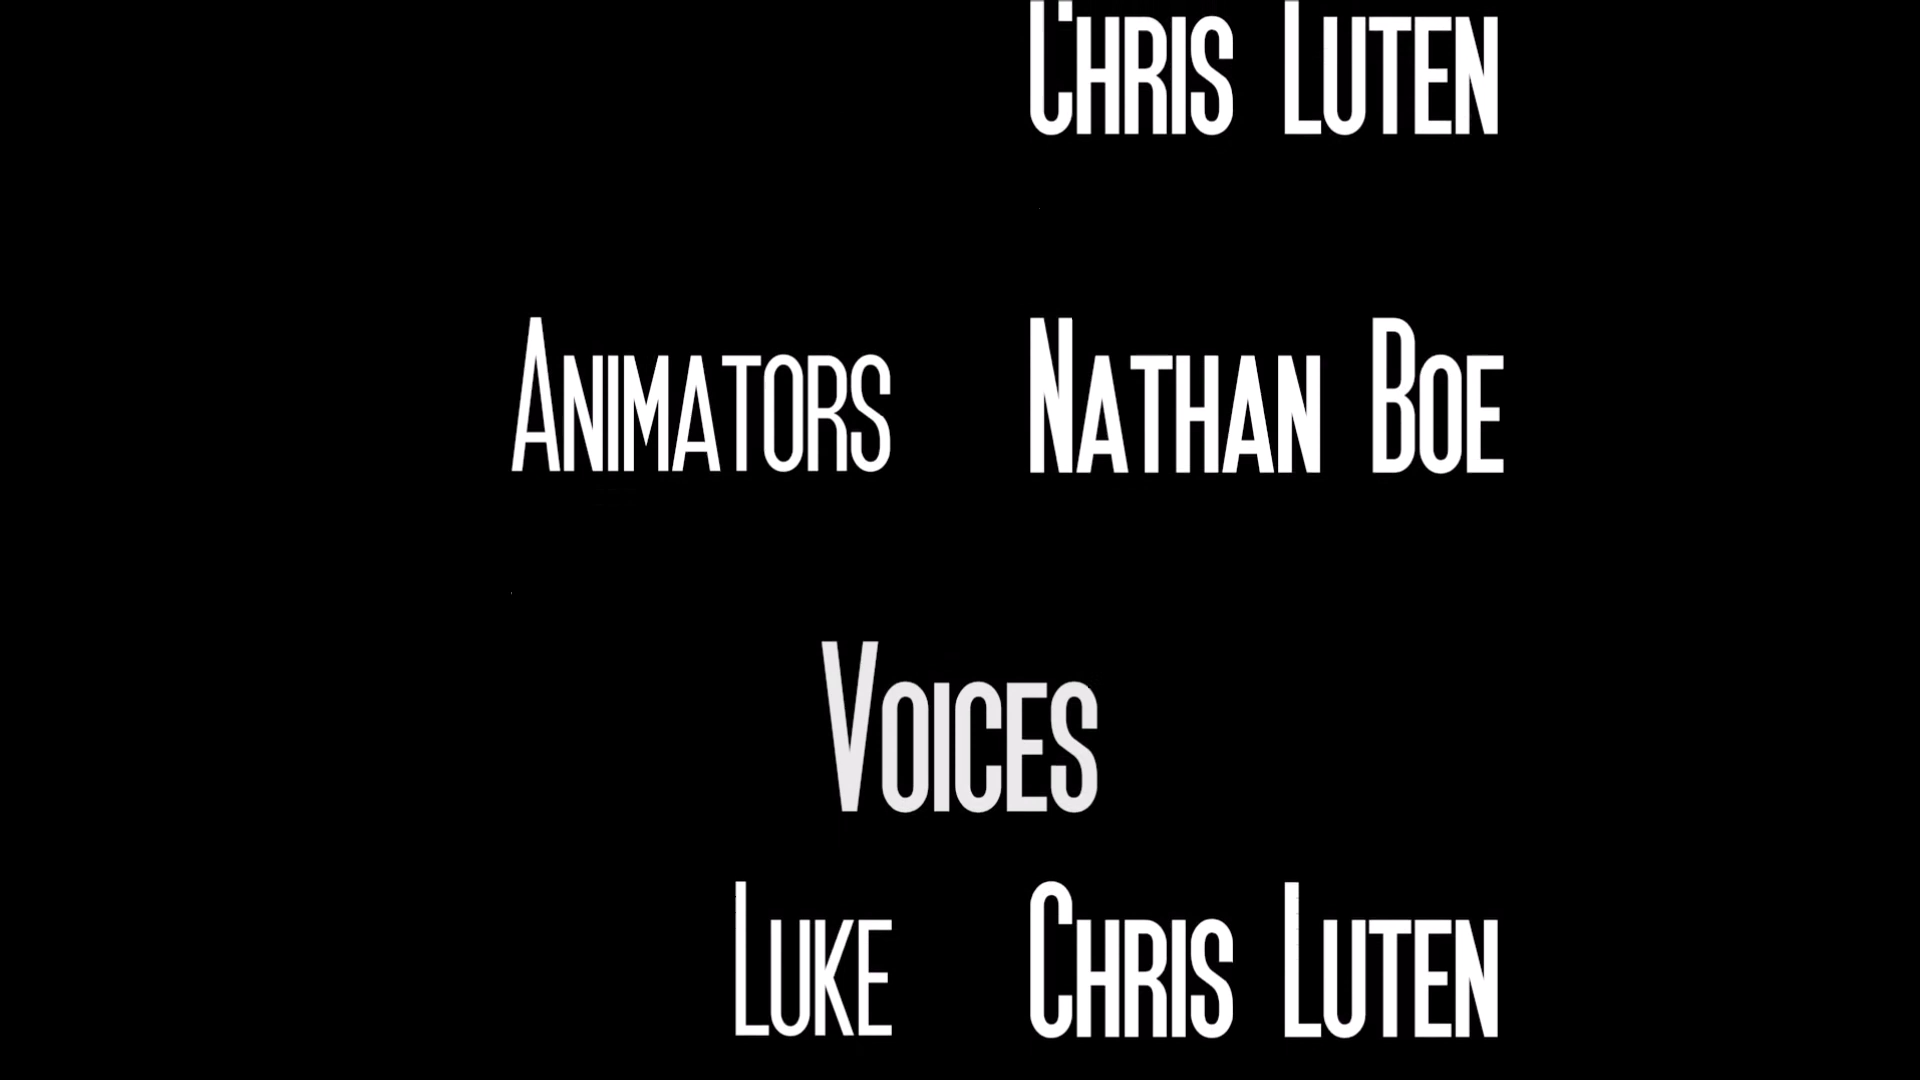 Chris Luten
Animators Nathan Boe
Voices
Luke Chris Luten